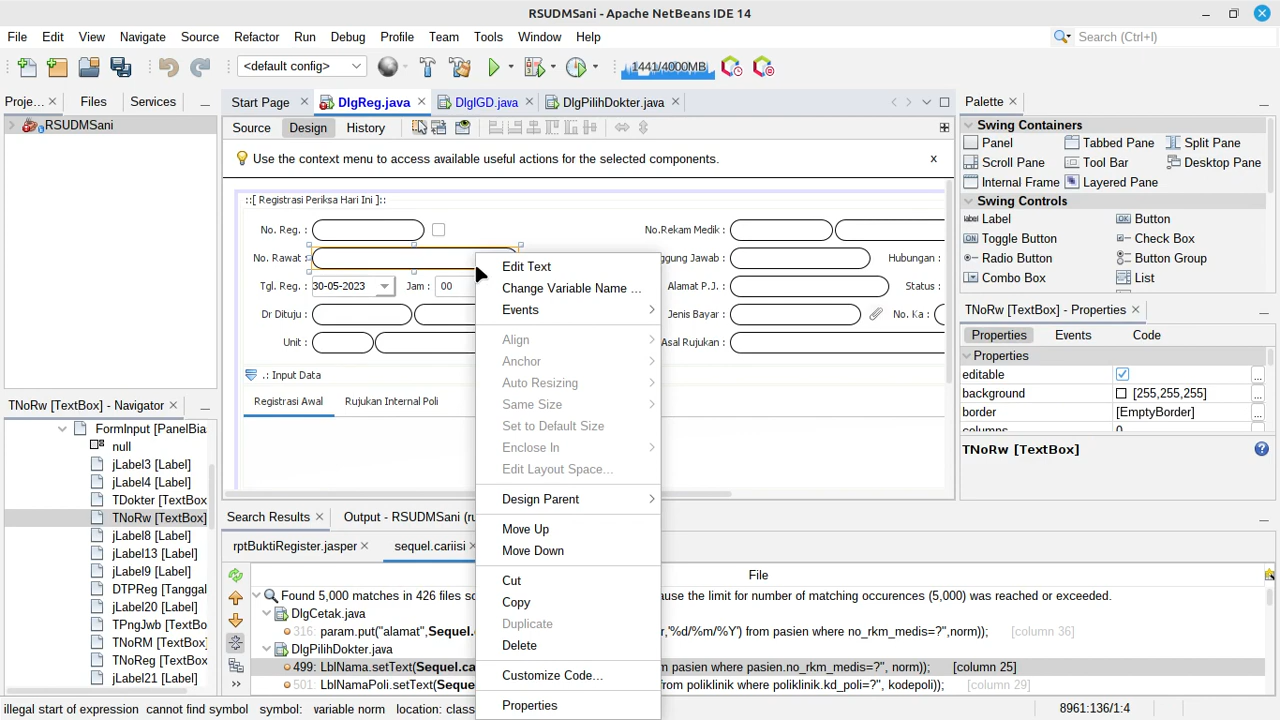 RSUDMSani - Apache NetBeans IDE 14
File Edit View Navigate Source Refactor Run Debug Profile Team Tools Window Help
Search (Ctrl+I)
<default config>
1441/4000MB
Proje... Files Services
Start Page DlgReg.java DlgIGD.java DlgPilihDokter.java
Palette
RSUDMSani
Source Design History
Swing Containers
Panel Tabbed Pane Split Pane
Scroll Pane Tool Bar Desktop Pane
Internal Frame Layered Pane
Swing Controls
Label Button
Toggle Button Check Box
Radio Button Button Group
Combo Box List
Use the context menu to access available useful actions for the selected components. x
::[ Registrasi Periksa Hari Ini ]::
No. Reg. : No.Rekam Medik :
No. Rawat : ggung Jawab : Hubungan :
Tgl. Reg. : 30-05-2023 Jam : 00 Alamat P.J. : Status :
Dr Dituju : Jenis Bayar : No. Ka :
Unit : Asal Rujukan :
.: Input Data
Registrasi Awal Rujukan Internal Poli
Edit Text
Change Variable Name ...
Events
Align
Anchor
Auto Resizing
Same Size
Set to Default Size
Enclose In
Edit Layout Space...
Design Parent
Move Up
Move Down
Cut
Copy
Duplicate
Delete
Customize Code...
Properties
TNoRw [TextBox] - Properties
Properties Events Code
Properties
editable ...
background [255,255,255] ...
border [EmptyBorder] ...
columns 0
TNoRw [TextBox]
TNoRw [TextBox] - Navigator
FormInput [PanelBia
null
jLabel3 [Label]
jLabel4 [Label]
TDokter [TextBox
TNoRw [TextBox]
jLabel8 [Label]
jLabel13 [Label]
jLabel9 [Label]
DTPReg [Tanggal
jLabel20 [Label]
TPngJwb [TextBo
TNoRM [TextBox]
TNoReg [TextBox
jLabel21 [Label]
Search Results Output - RSUDMSani (ru
rptBuktiRegister.jasper sequel.cariisi
File
Found 5,000 matches in 426 files so ause the limit for number of matching occurences (5,000) was reached or exceeded.
DlgCetak.java
316: param.put("alamat",Sequel.c r,'%d/%m/%Y') from pasien where no_rkm_medis=?",norm)); [column 36]
DlgPilihDokter.java
499: LblNama.setText(Sequel.ca pasien where pasien.no_rkm_medis=?", norm)); [column 25]
501: LblNamaPoli.setText(Seque from poliklinik where poliklinik.kd_poli=?", kodepoli)); [column 29]
illegal start of expression cannot find symbol symbol: variable norm location: class 8961:136/1:4